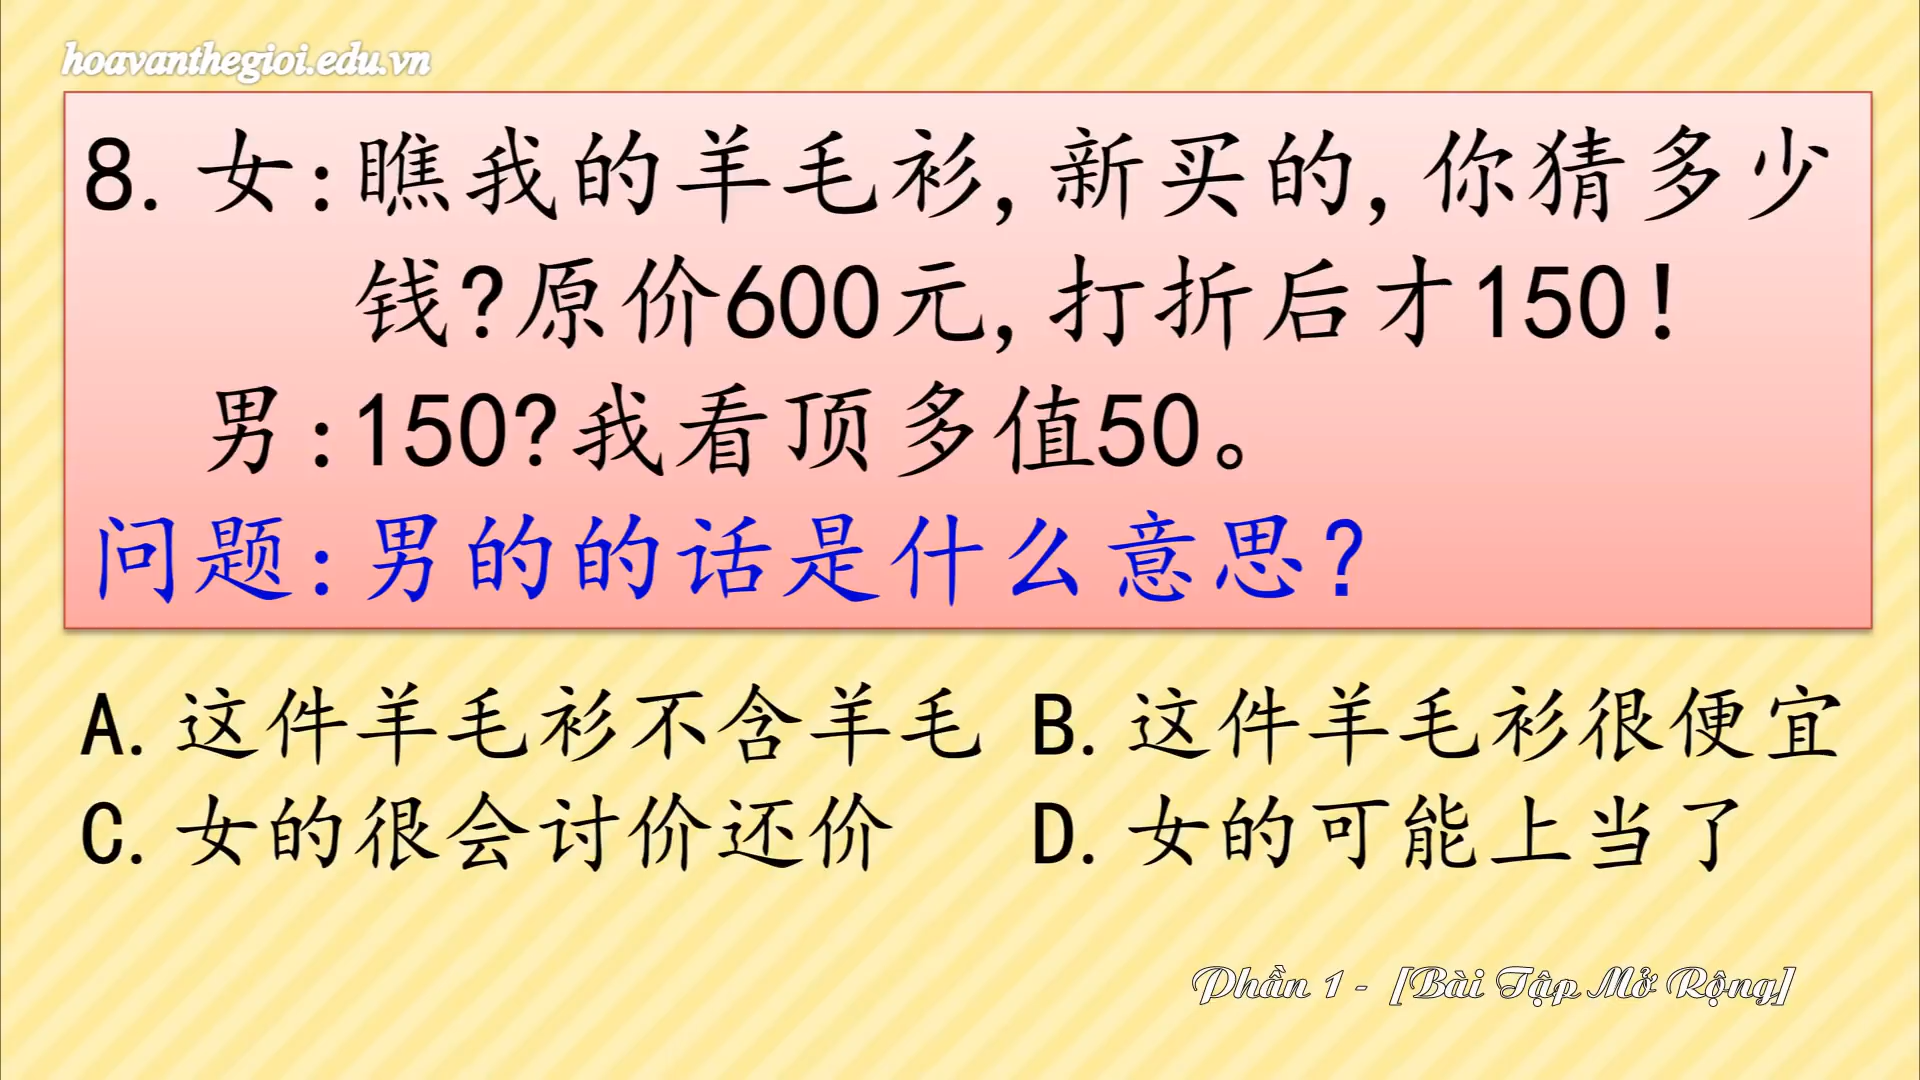 hoavanthegioi.edu.vn
8. 女:瞧我的羊毛衫,新买的,你猜多少
钱?原价600元,打折后才150!
男:150?我看顶多值50。
问题:男的的话是什么意思?
A. 这件羊毛衫不含羊毛 B. 这件羊毛衫很便宜
C. 女的很会讨价还价 D. 女的可能上当了
Phần 1 - [Bài Tập Mở Rộng]